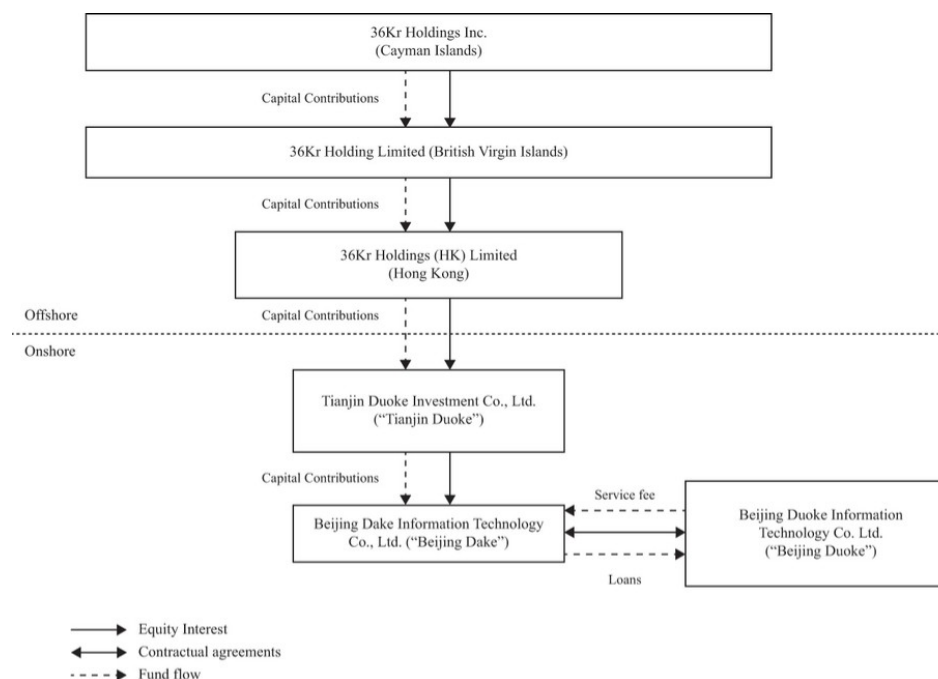 36Kr Holdings Inc.
(Cayman Islands)
Capital Contributions
36Kr Holding Limited (British Virgin Islands)
Capital Contributions
36Kr Holdings (HK) Limited
(Hong Kong)
Offshore
Capital Contributions
Onshore
Tianjin Duoke Investment Co., Ltd.
(“Tianjin Duoke”)
Capital Contributions
Service fee
Beijing Dake Information Technology
Co., Ltd. (“Beijing Dake”)
Beijing Duoke Information
Technology Co. Ltd.
(“Beijing Duoke”)
Loans
Equity Interest
Contractual agreements
Fund flow